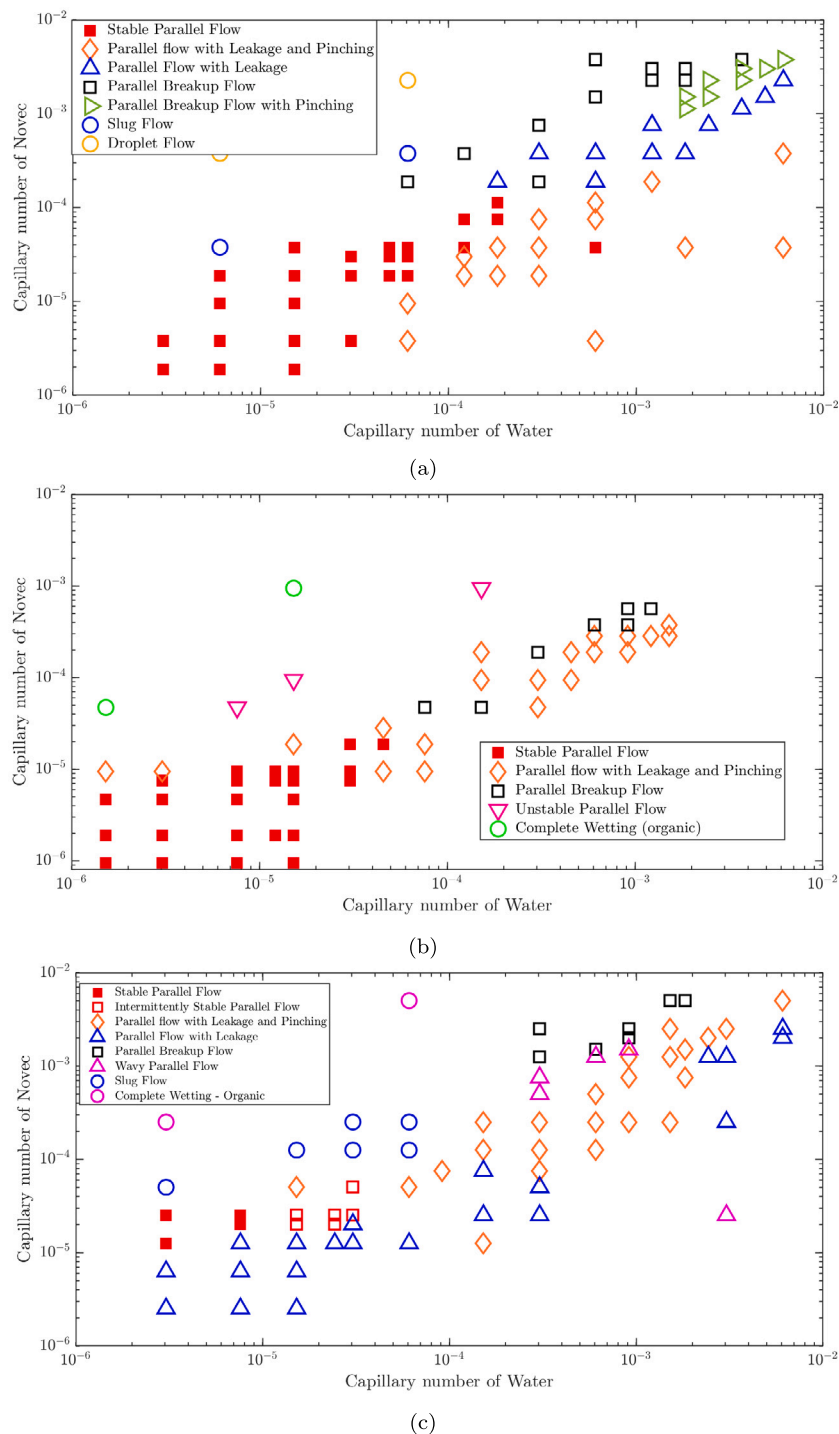 10^-2
10^-3
10^-4
10^-5
10^-6
Capillary number of Novec
Stable Parallel Flow
Parallel flow with Leakage and Pinching
Parallel Flow with Leakage
Parallel Breakup Flow
Parallel Breakup Flow with Pinching
Slug Flow
Droplet Flow
10^-6
10^-5
10^-4
10^-3
10^-2
Capillary number of Water
(a)
10^-2
10^-3
10^-4
10^-5
10^-6
Capillary number of Novec
Stable Parallel Flow
Parallel flow with Leakage and Pinching
Parallel Breakup Flow
Unstable Parallel Flow
Complete Wetting (organic)
10^-6
10^-5
10^-4
10^-3
10^-2
Capillary number of Water
(b)
10^-2
10^-3
10^-4
10^-5
10^-6
Capillary number of Novec
Stable Parallel Flow
Intermittently Stable Parallel Flow
Parallel flow with Leakage and Pinching
Parallel Flow with Leakage
Parallel Breakup Flow
Wavy Parallel Flow
Slug Flow
Complete Wetting - Organic
10^-6
10^-5
10^-4
10^-3
10^-2
Capillary number of Water
(c)